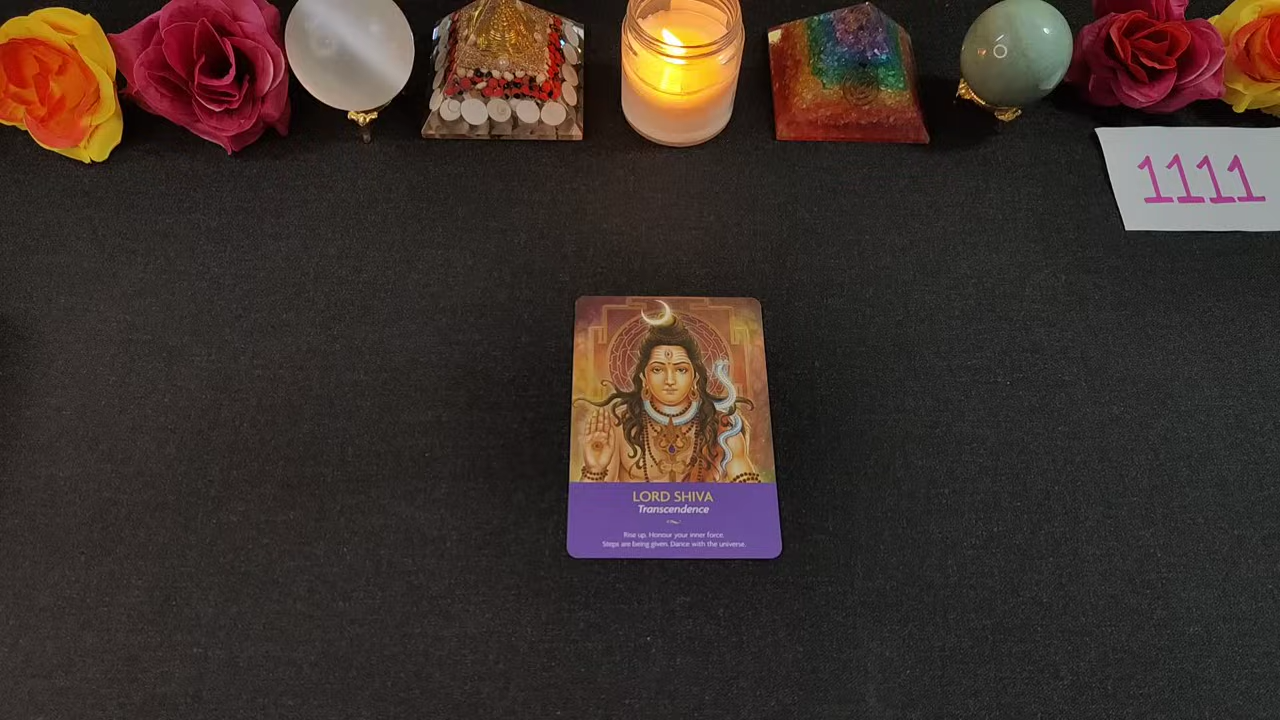 1111
LORD SHIVA
Transcendence
Rise up. Honour your inner force.
Steps are being given. Dance with the universe.